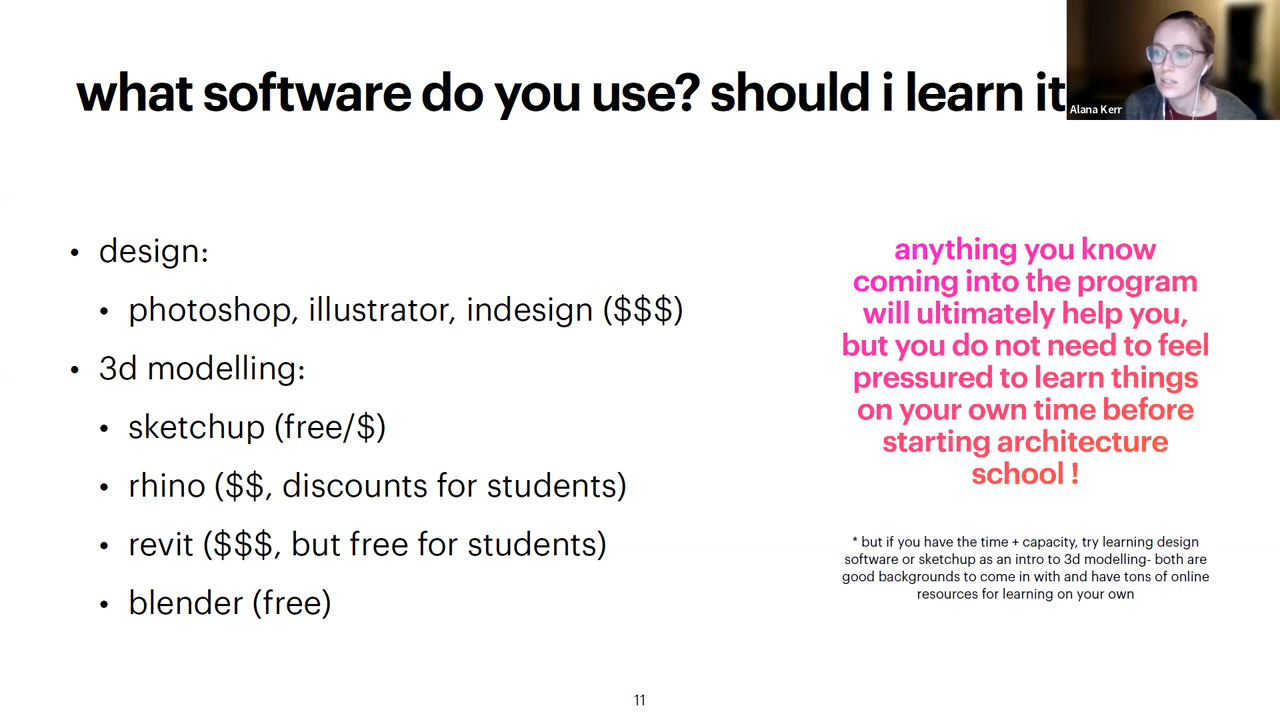 what software do you use? should i learn it
Alana Kerr
• design:
• photoshop, illustrator, indesign ($$$)
• 3d modelling:
• sketchup (free/$)
• rhino ($$, discounts for students)
• revit ($$$, but free for students)
• blender (free)
anything you know
coming into the program
will ultimately help you,
but you do not need to feel
pressured to learn things
on your own time before
starting architecture
school !
* but if you have the time + capacity, try learning design
software or sketchup as an intro to 3d modelling- both are
good backgrounds to come in with and have tons of online
resources for learning on your own
11